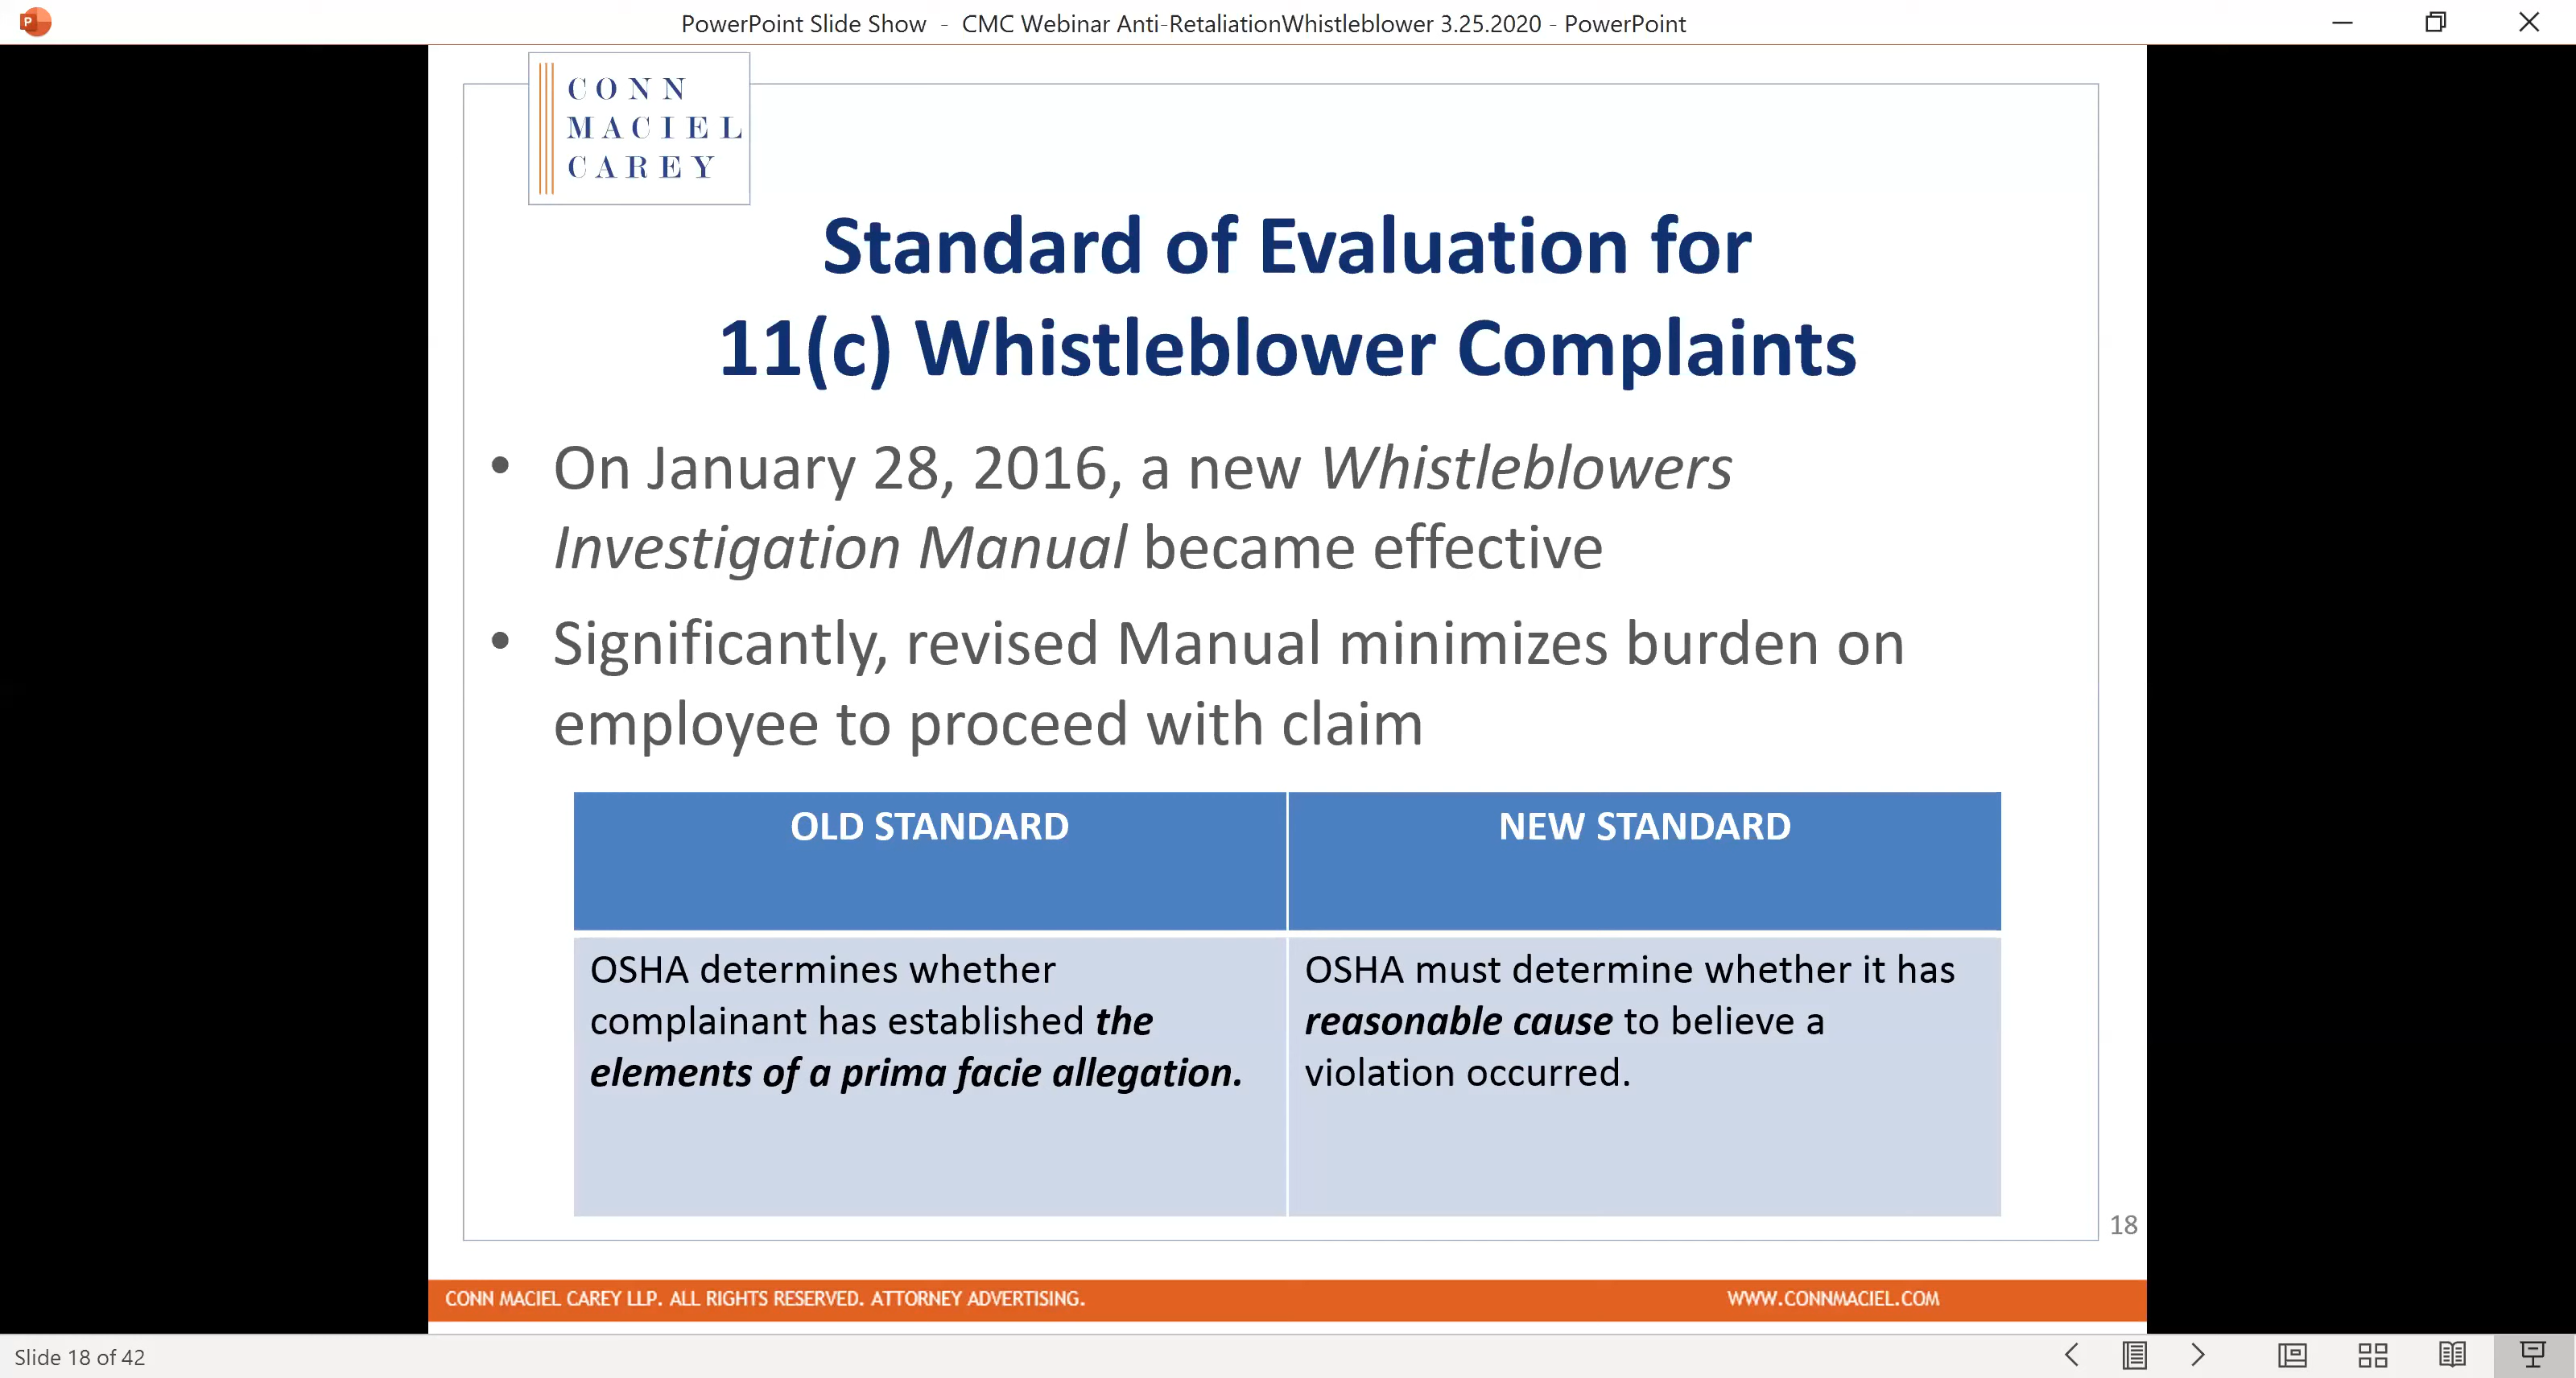 PowerPoint Slide Show - CMC Webinar Anti-RetaliationWhistleblower 3.25.2020 - PowerPoint
CONN
MACIEL
CAREY
Standard of Evaluation for
11(c) Whistleblower Complaints
• On January 28, 2016, a new Whistleblowers
Investigation Manual became effective
• Significantly, revised Manual minimizes burden on
employee to proceed with claim
OLD STANDARD
NEW STANDARD
OSHA determines whether
complainant has established the
elements of a prima facie allegation.
OSHA must determine whether it has
reasonable cause to believe a
violation occurred.
18
CONN MACIEL CAREY LLP. ALL RIGHTS RESERVED. ATTORNEY ADVERTISING.
WWW.CONNMACIEL.COM
Slide 18 of 42